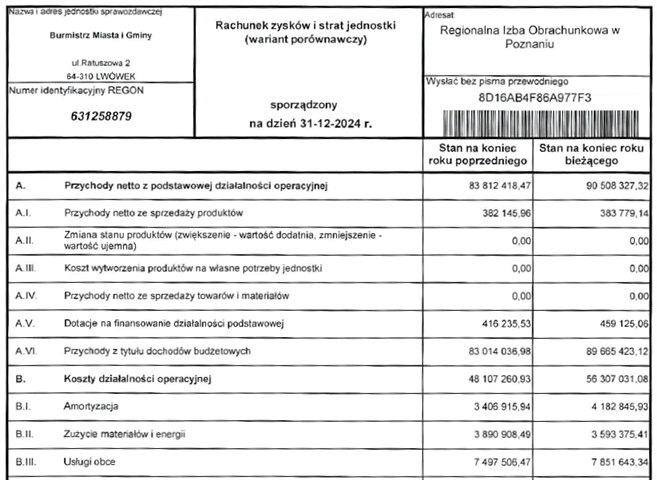 Nazwa i adres jednostki sprawozdawczej
Burmistrz Miasta i Gminy
ul.Ratuszowa 2
64-310 LWÓWEK
Numer identyfikacyjny REGON
631258879
Rachunek zysków i strat jednostki
(wariant porównawczy)
sporządzony
na dzień 31-12-2024 r.
Adresat
Regionalna Izba Obrachunkowa w
Poznaniu
Wysłać bez pisma przewodniego
8D16AB4F86A977F3
Stan na koniec roku poprzedniego
Stan na koniec roku bieżącego
A. Przychody netto z podstawowej działalności operacyjnej 83 812 418,47 90 508 327,32
A.I. Przychody netto ze sprzedaży produktów 382 145,96 383 779,14
A.II. Zmiana stanu produktów (zwiększenie - wartość dodatnia, zmniejszenie -
wartość ujemna) 0,00 0,00
A.III. Koszt wytworzenia produktów na własne potrzeby jednostki 0,00 0,00
A.IV. Przychody netto ze sprzedaży towarów i materiałów 0,00 0,00
A.V. Dotacje na finansowanie działalności podstawowej 416 235,53 459 125,06
A.VI. Przychody z tytułu dochodów budżetowych 83 014 036,98 89 665 423,12
B. Koszty działalności operacyjnej 48 107 260,93 56 307 031,08
B.I. Amortyzacja 3 406 915,94 4 182 845,93
B.II. Zużycie materiałów i energii 3 890 908,49 3 593 375,41
B.III. Usługi obce 7 497 506,47 7 851 643,34